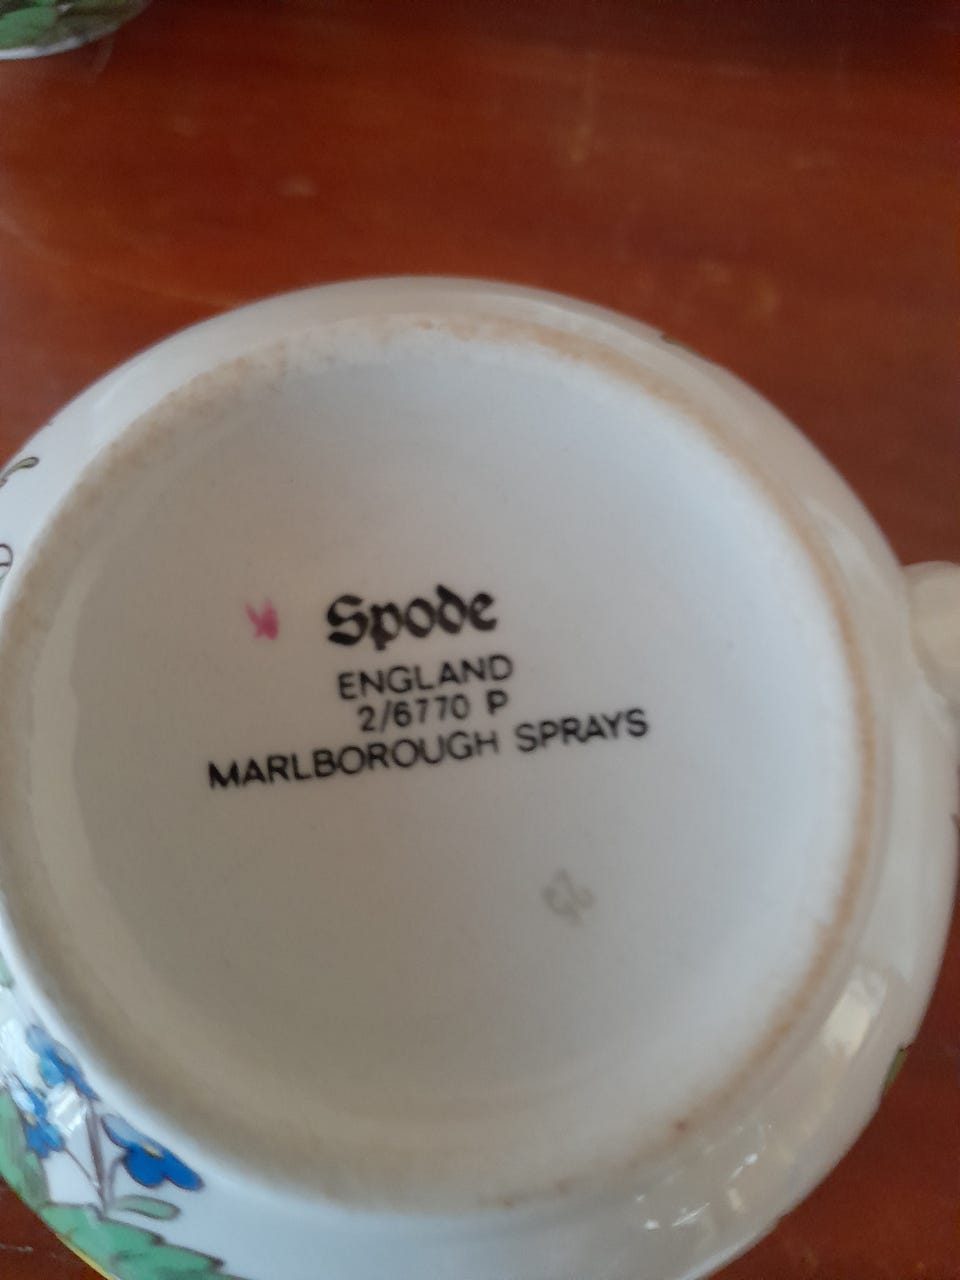 Spode
ENGLAND
2/6770 P
MARLBOROUGH SPRAYS